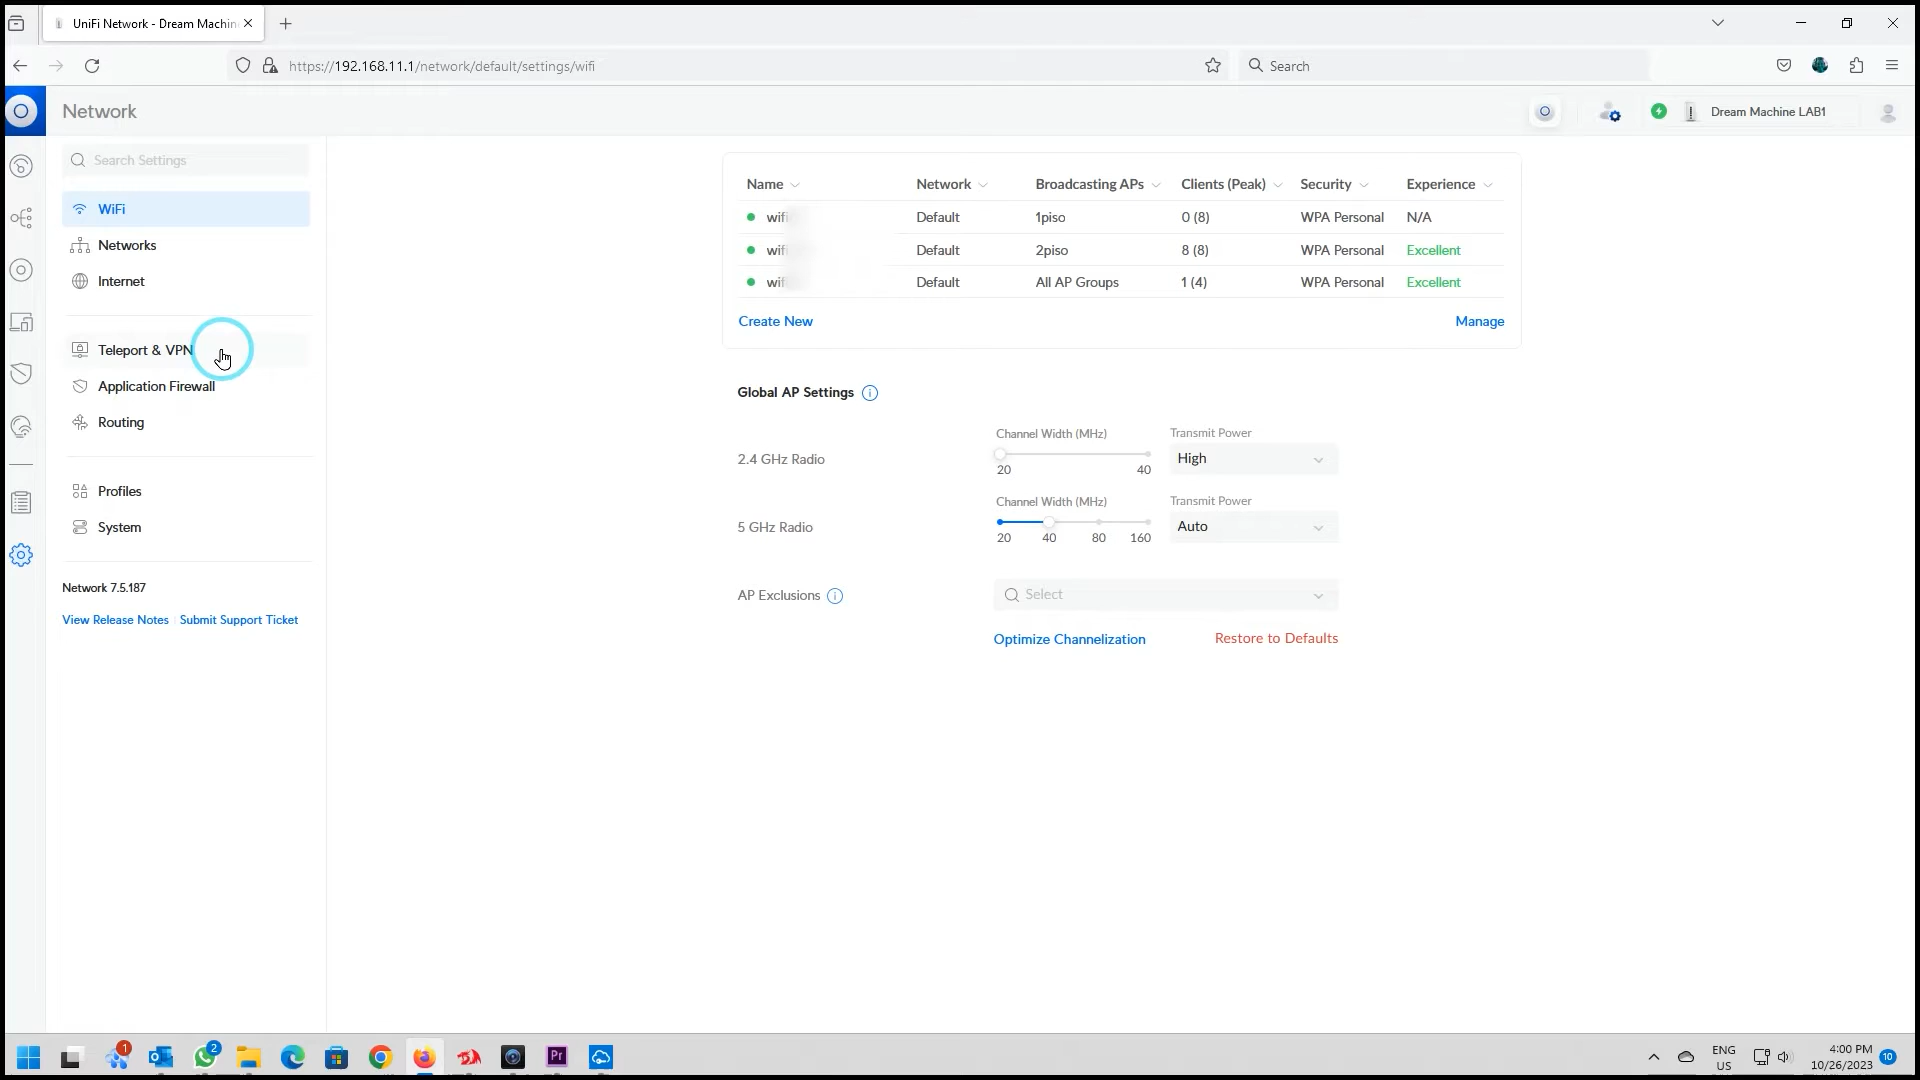 UniFi Network - Dream Machin
https://192.168.11.1/network/default/settings/wifi
Search
Network
Dream Machine LAB1
Search Settings
WiFi
Networks
Internet
Teleport & VPN
Application Firewall
Routing
Profiles
System
Network 7.5.187
View Release Notes Submit Support Ticket
Name Network Broadcasting APs Clients (Peak) Security Experience
Default 1piso 0 (8) WPA Personal N/A
Default 2piso 8 (8) WPA Personal Excellent
Default All AP Groups 1 (4) WPA Personal Excellent
Create New Manage
Global AP Settings
Channel Width (MHz) Transmit Power
2.4 GHz Radio High
20 40
Channel Width (MHz) Transmit Power
5 GHz Radio Auto
20 40 80 160
AP Exclusions Select
Optimize Channelization Restore to Defaults
1
2
Pr
ENG
US
4:00 PM
10/26/2023
10